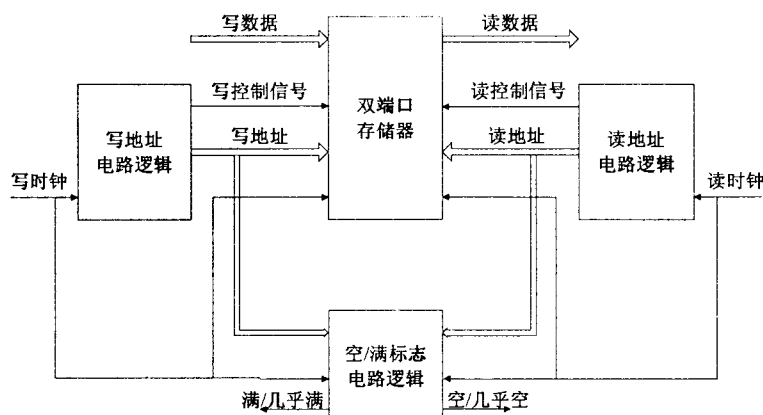 写数据
读数据
写控制信号
读控制信号
双端口
存储器
写地址
电路逻辑
写地址
读地址
读地址
电路逻辑
写时钟
读时钟
空/满标志
电路逻辑
满/几乎满
空/几乎空